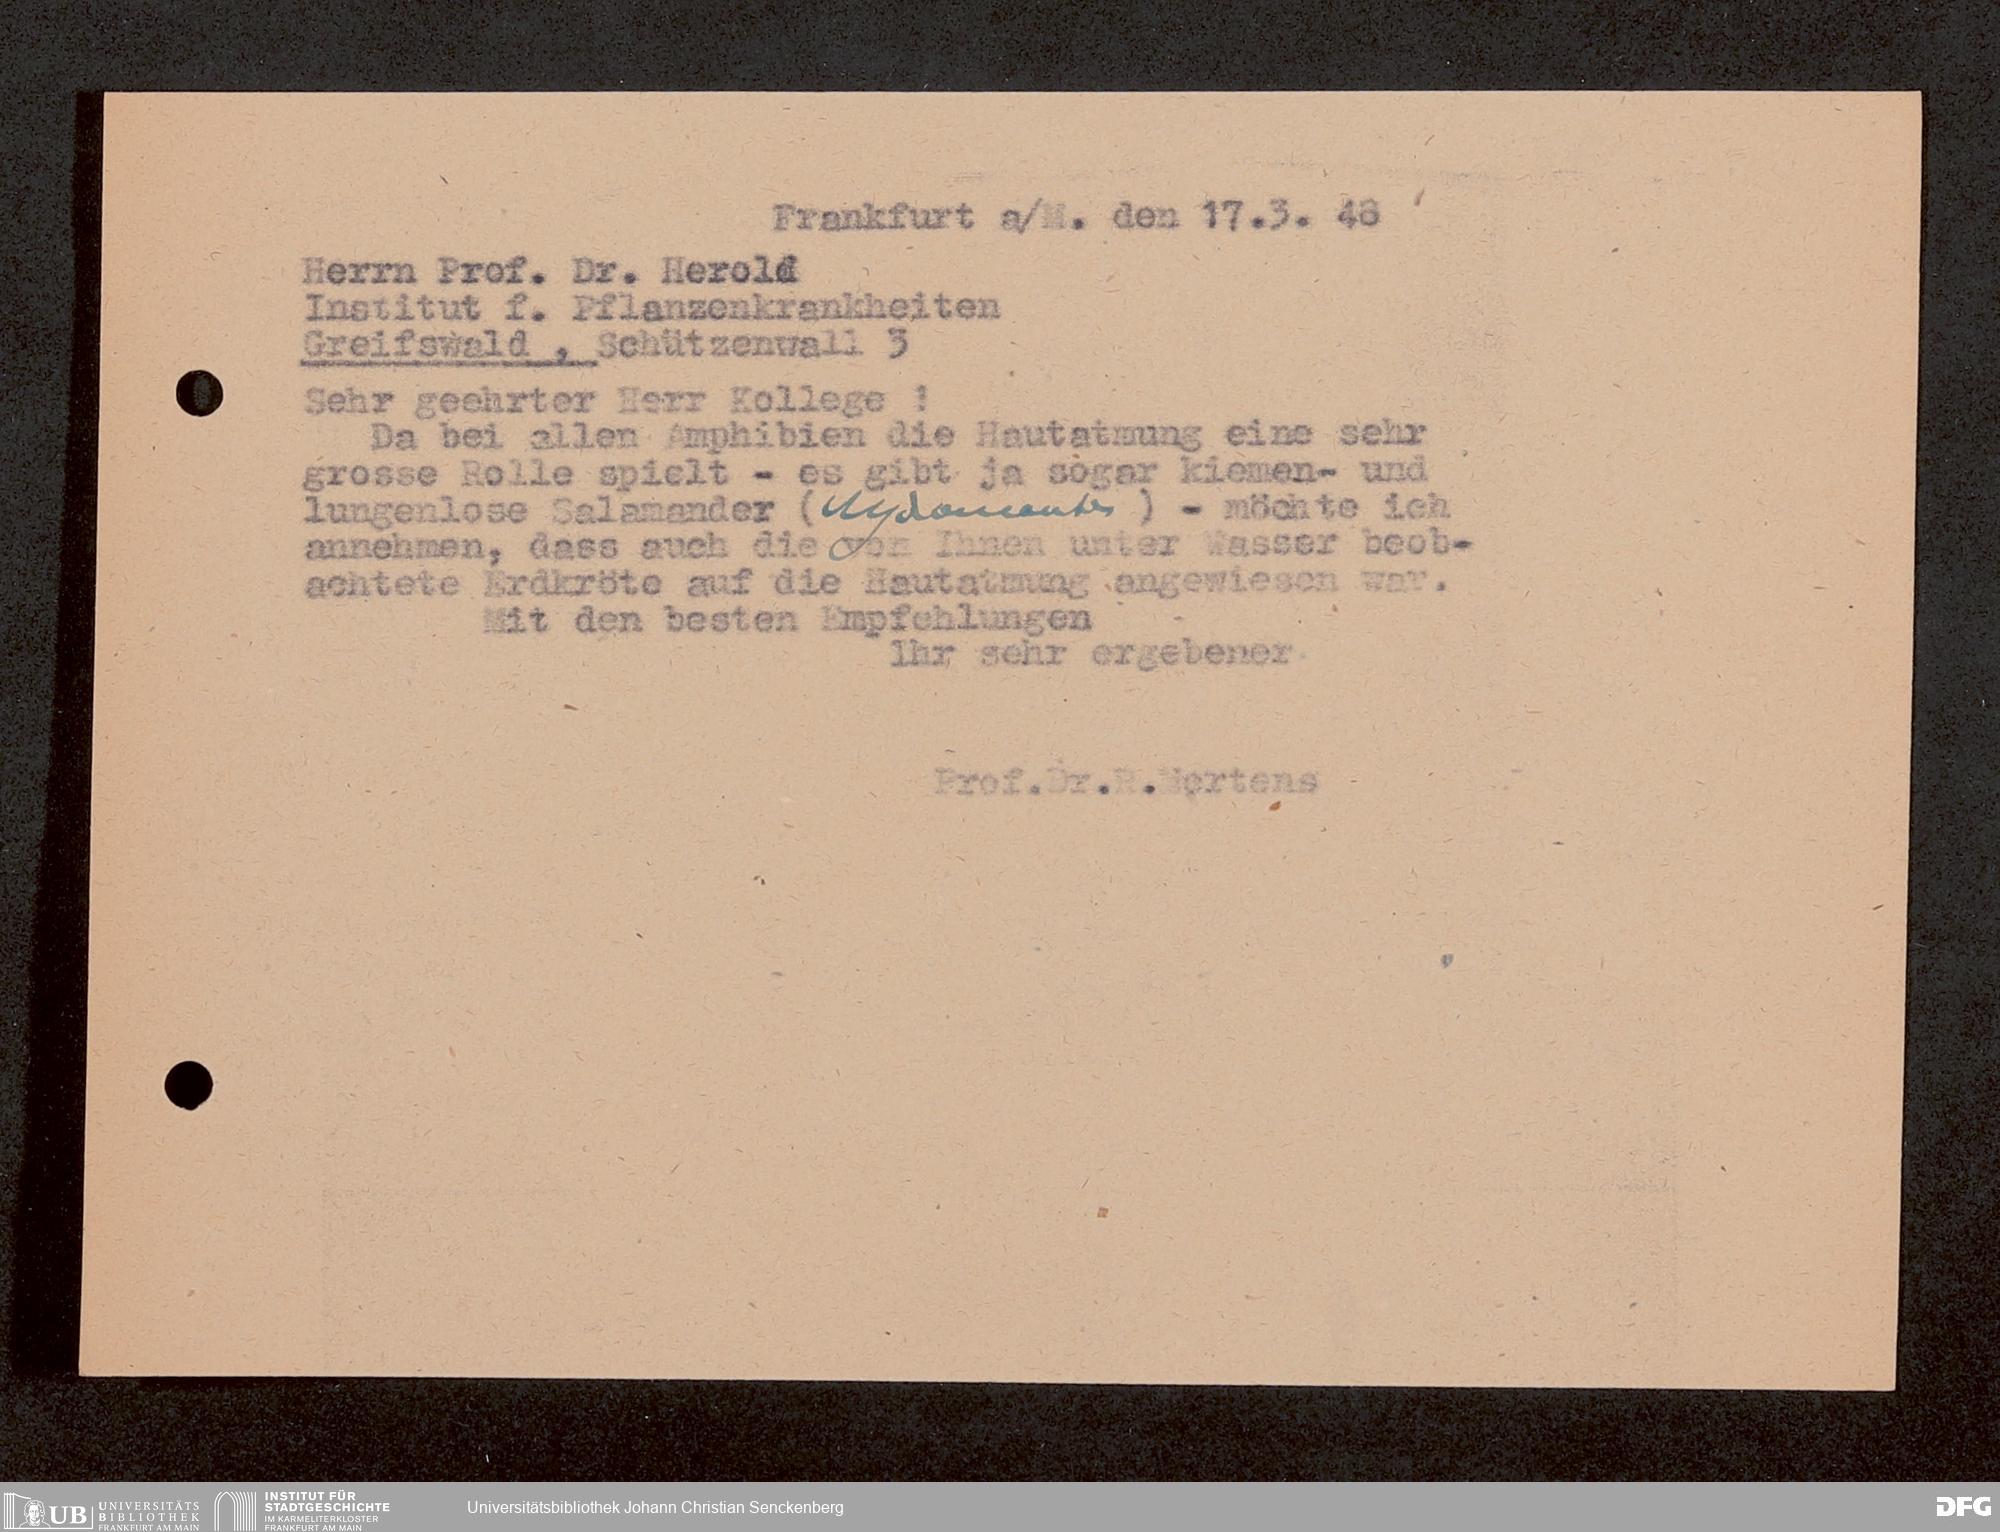 Frankfurt a/M. den 17.3. 48
Herrn Prof. Dr. Herold
Institut f. Pflanzenkrankheiten
Greifswald , Schützenwall 3
Sehr geehrter Herr Kollege !
Da bei allen Amphibien die Hautatmung eine sehr
grosse Rolle spielt - es gibt ja sogar kiemen- und
lungenlose Salamander (Hydromantes) - möchte ich
annehmen, dass auch die von Ihnen unter Wasser beob-
achtete Erdkröte auf die Hautatmung angewiesen war.
Mit den besten Empfehlungen
Ihr sehr ergebener
Prof.Dr.R.Mertens
UB UNIVERSITÄTS
BIBLIOTHEK
FRANKFURT AM MAIN
INSTITUT FÜR
STADTGESCHICHTE
IM KARMELITERKLOSTER
FRANKFURT AM MAIN
Universitätsbibliothek Johann Christian Senckenberg
DFG